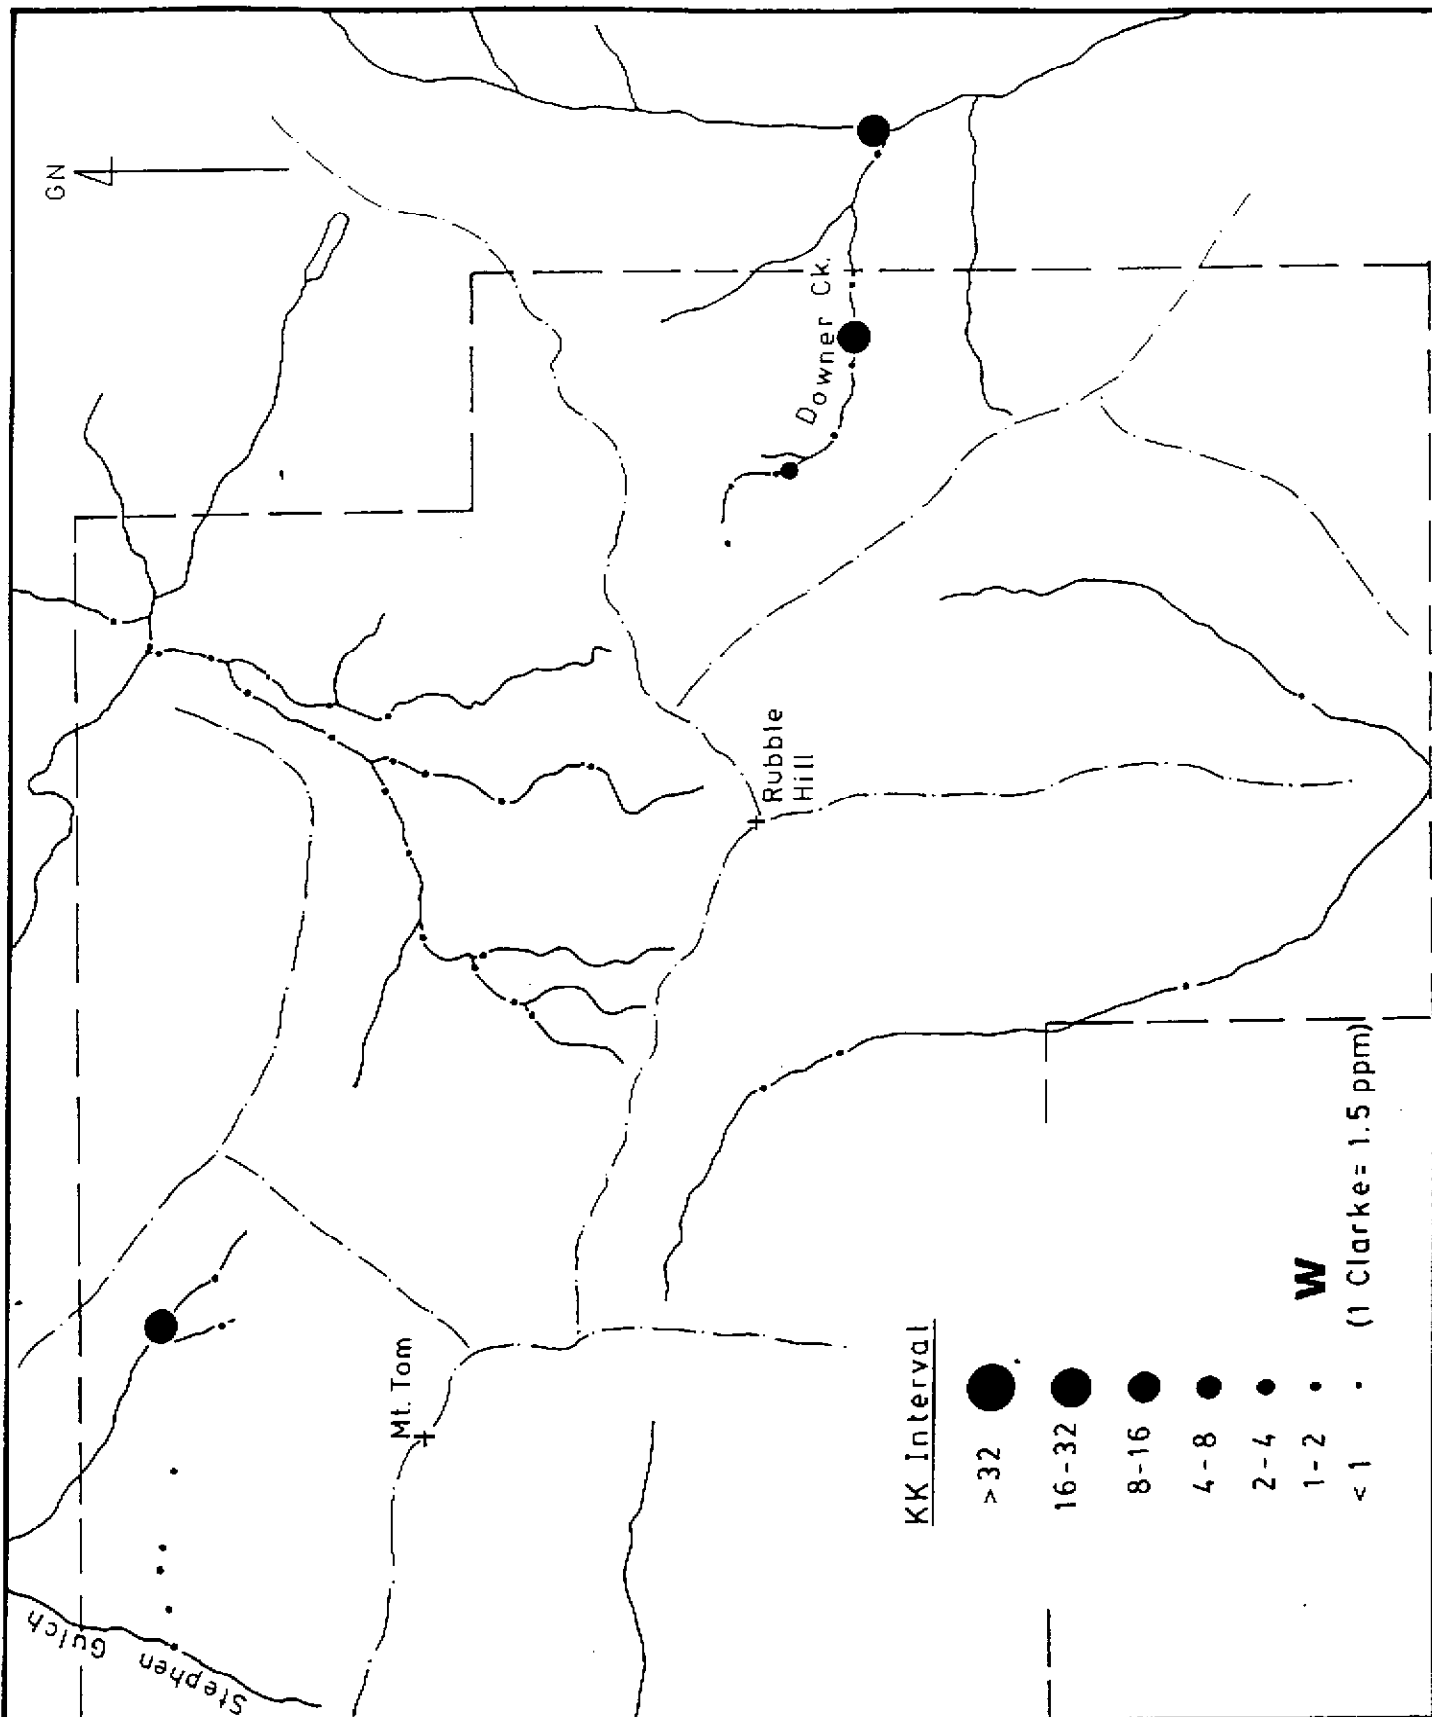 GN
Stephen Gulch
Mt. Tom
Rubble
Hill
Downer Ck.
KK Interval
>32
16-32
8-16
4-8
2-4
1-2
<1
W
(1 Clarke = 1.5 ppm)